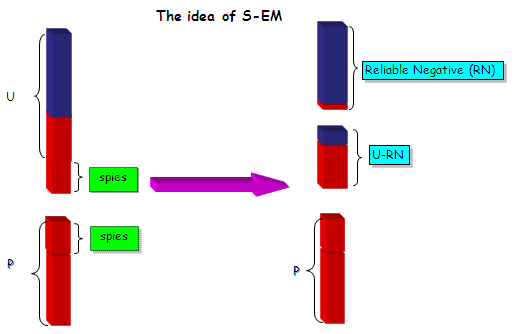 The idea of S-EM
U
spies
spies
P
Reliable Negative (RN)
U-RN
P